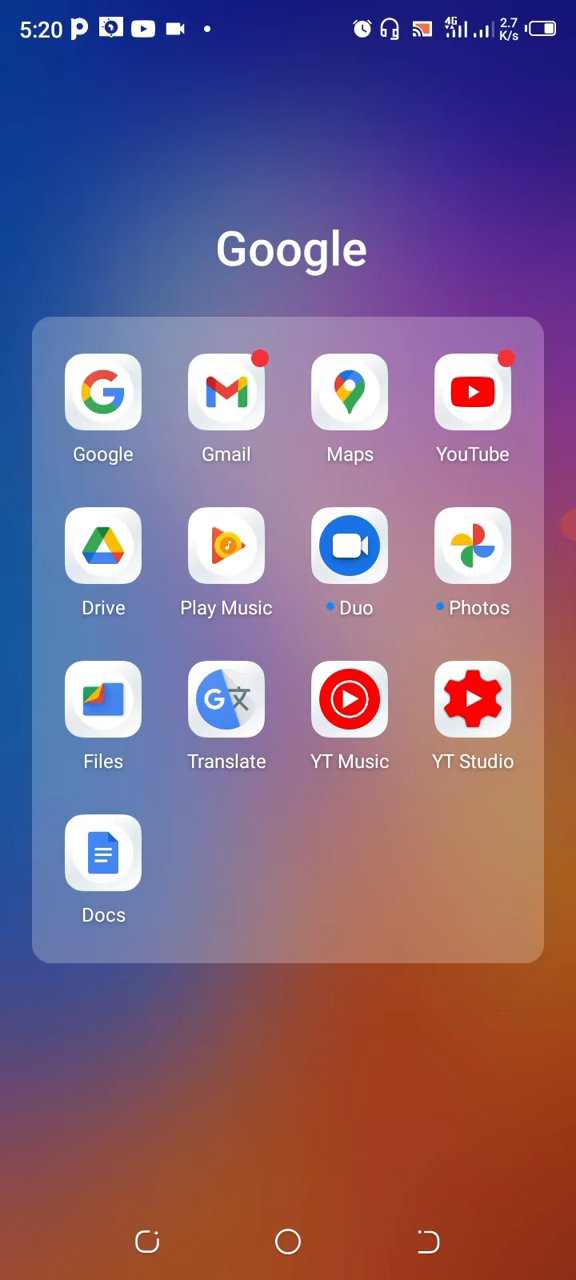 5:20
4G
2.7
K/s
Google
Google
Gmail
Maps
YouTube
Drive
Play Music
Duo
Photos
Files
Translate
YT Music
YT Studio
Docs